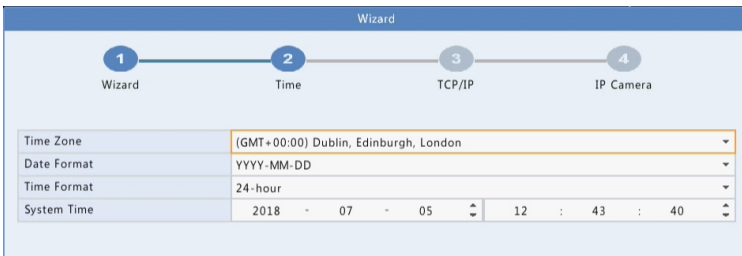 Wizard
1 2 3 4
Wizard Time TCP/IP IP Camera
Time Zone (GMT+00:00) Dublin, Edinburgh, London
Date Format YYYY-MM-DD
Time Format 24-hour
System Time 2018 - 07 - 05 12 : 43 : 40